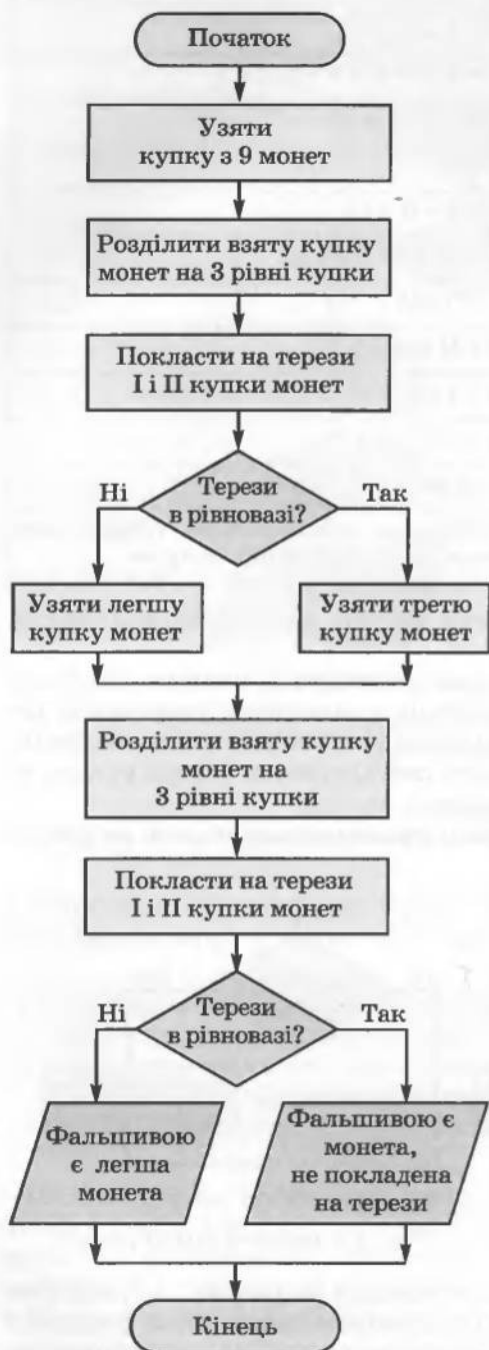 Початок
Узяти
купку з 9 монет
Розділити взяту купку
монет на 3 рівні купки
Покласти на терези
I і II купки монет
Терези
в рівновазі?
Ні
Так
Узяти легшу
купку монет
Узяти третю
купку монет
Розділити взяту купку
монет на
3 рівні купки
Покласти на терези
I і II купки монет
Терези
в рівновазі?
Ні
Так
Фальшивою
є легша
монета
Фальшивою є
монета,
не покладена
на терези
Кінець